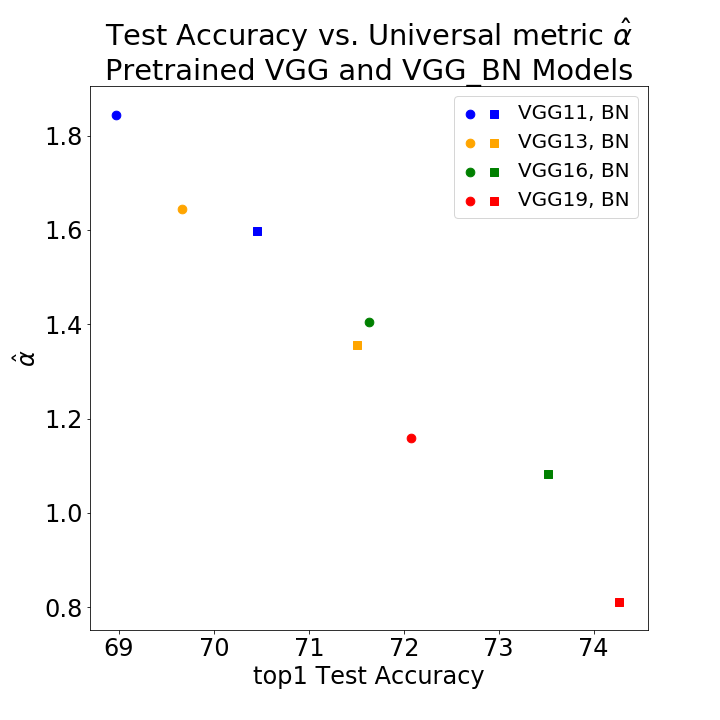 Test Accuracy vs. Universal metric α̂
Pretrained VGG and VGG_BN Models
VGG11, BN
VGG13, BN
VGG16, BN
VGG19, BN
α̂
1.8
1.6
1.4
1.2
1.0
0.8
69 70 71 72 73 74
top1 Test Accuracy